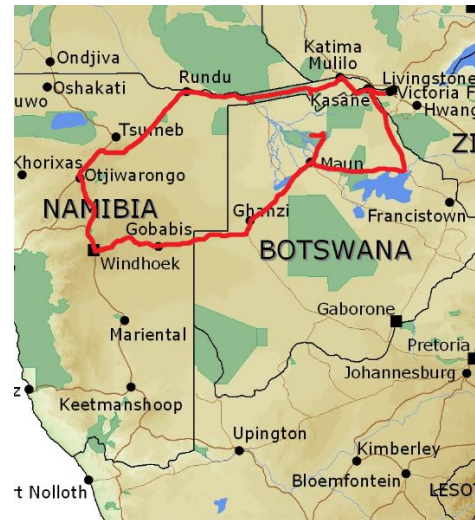 Ondjiva
Katima
Mulilo
Oshakati
uwo
Rundu
Livingstone
Victoria F
Kasane
Hwang
Tsumeb
ZI
Khorixas
Otjiwarongo
Maun
NAMIBIA
Ghanzi
Francistown
Gobabis
BOTSWANA
Windhoek
Gaborone
Mariental
Pretoria
Johannesburg
z
Keetmanshoop
Upington
Kimberley
t Nolloth
Bloemfontein
LESO